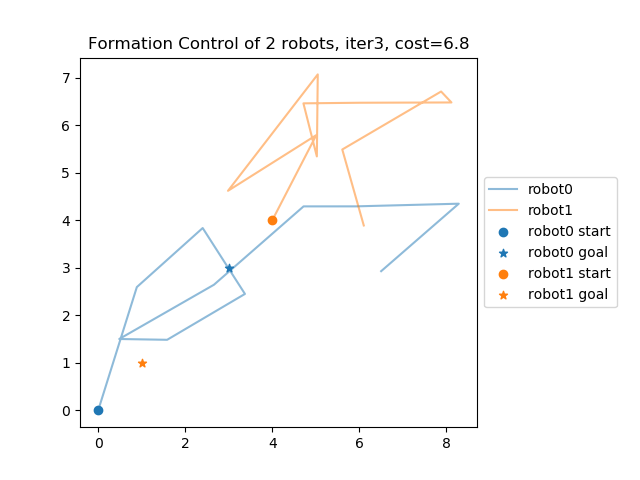 Formation Control of 2 robots, iter3, cost=6.8
7
6
5
4
3
2
1
0
0 2 4 6 8
robot0
robot1
robot0 start
robot0 goal
robot1 start
robot1 goal